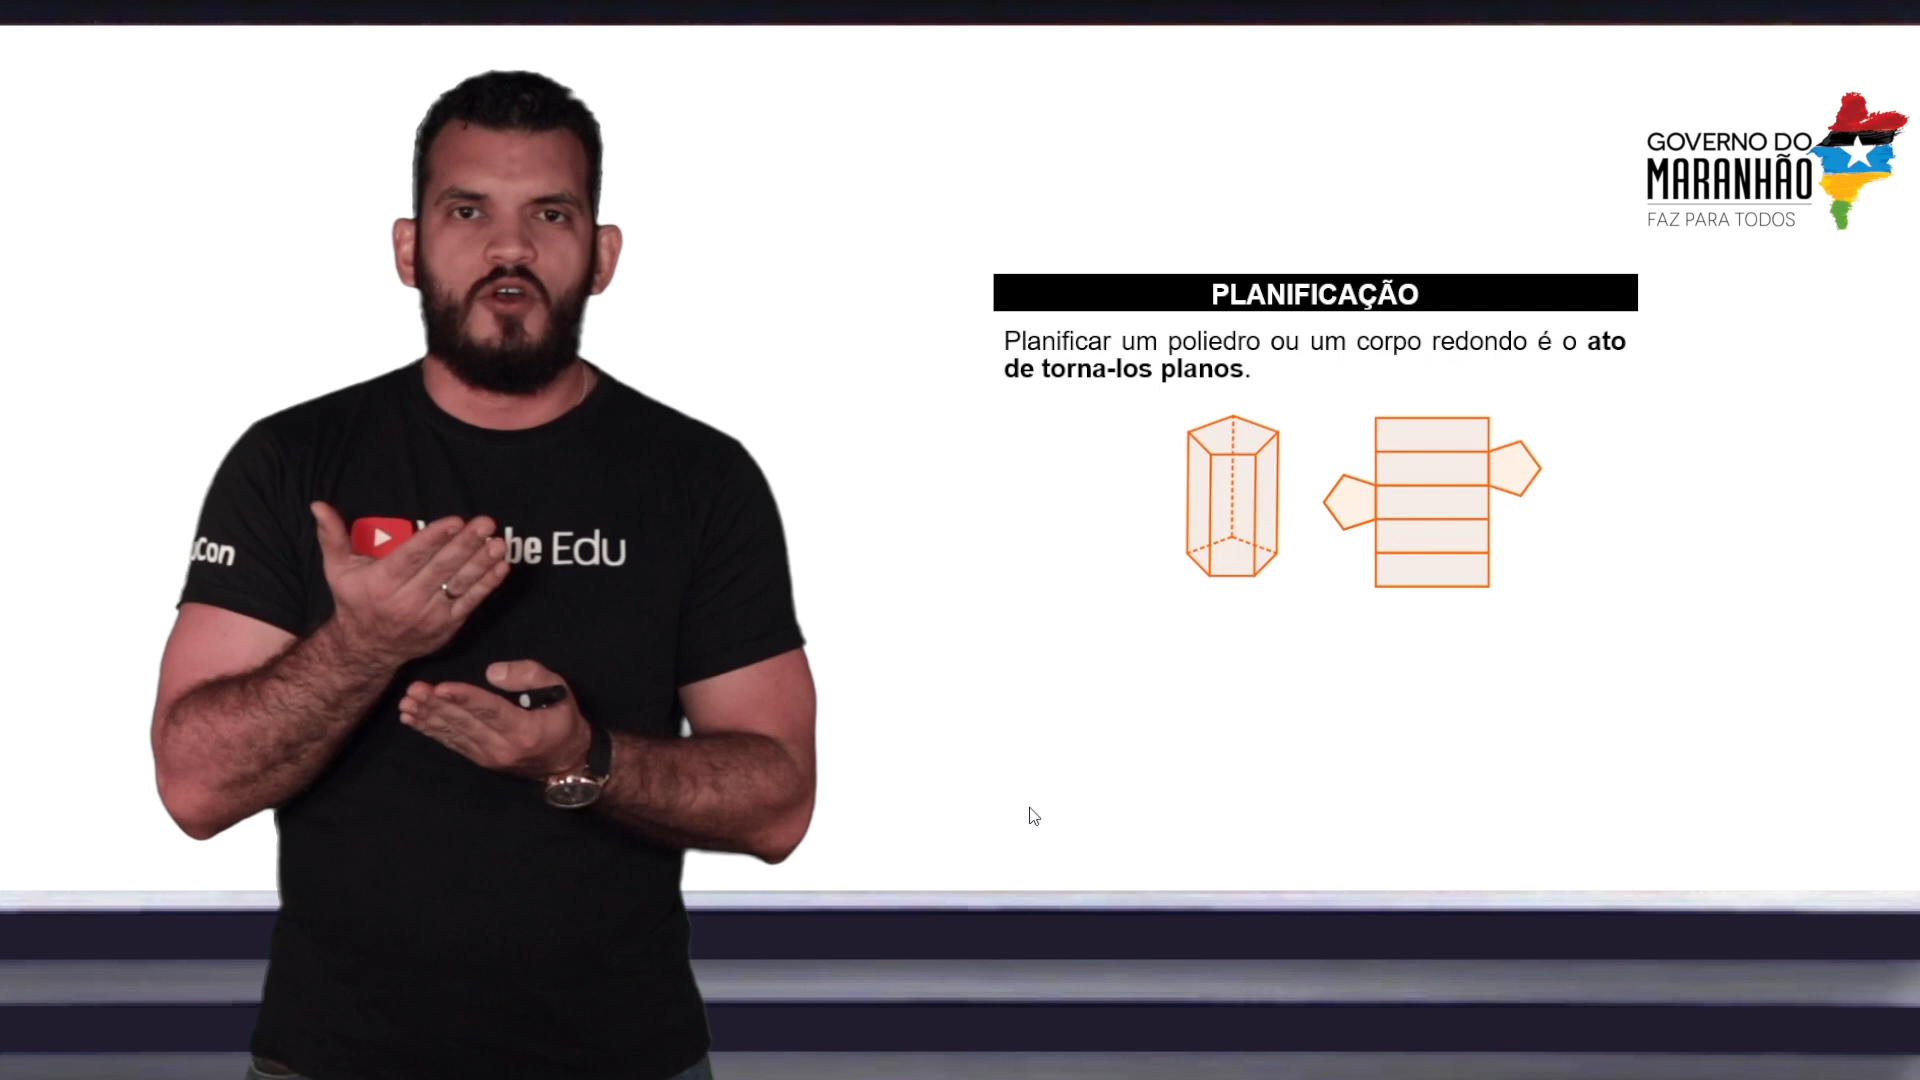 GOVERNO DO
MARANHÃO
FAZ PARA TODOS
PLANIFICAÇÃO
Planificar um poliedro ou um corpo redondo é o ato
de torna-los planos.
Edu